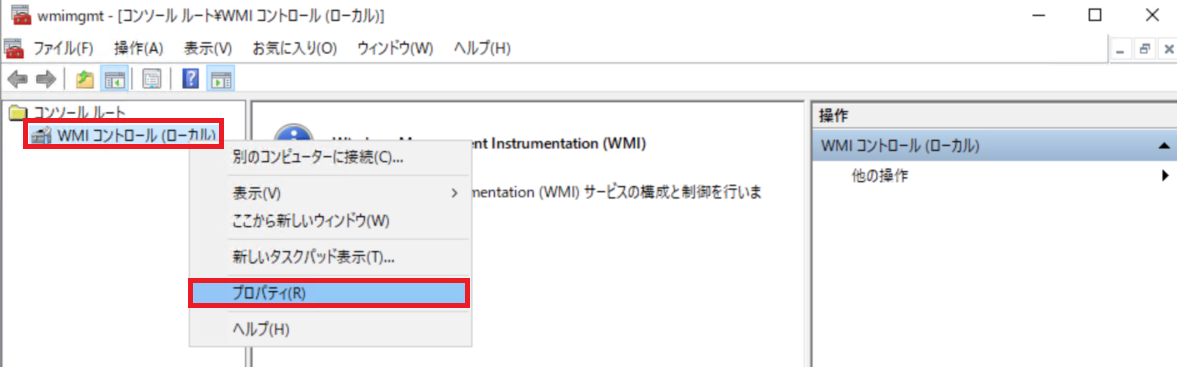 wmimgmt - [コンソール ルート¥WMI コントロール (ローカル)]
ファイル(F) 操作(A) 表示(V) お気に入り(O) ウィンドウ(W) ヘルプ(H)
コンソール ルート
WMI コントロール (ローカル)
nt Instrumentation (WMI)
mentation (WMI) サービスの構成と制御を行いま
別のコンピューターに接続(C)...
表示(V)
ここから新しいウィンドウ(W)
新しいタスクパッド表示(T)...
プロパティ(R)
ヘルプ(H)
操作
WMI コントロール (ローカル)
他の操作